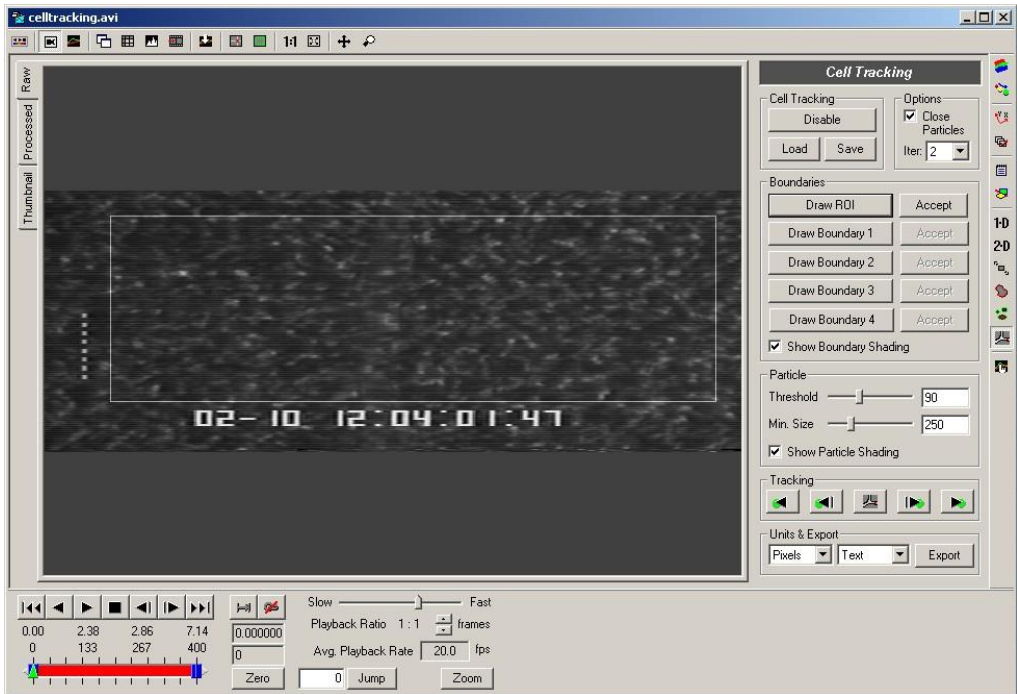 celltracking.avi
1:1
Raw
Processed
Thumbnail
02-10 12:04:01:47
Cell Tracking
Cell Tracking
Disable
Load Save
Options
Close Particles
Iter: 2
Boundaries
Draw ROI Accept
Draw Boundary 1 Accept
Draw Boundary 2 Accept
Draw Boundary 3 Accept
Draw Boundary 4 Accept
Show Boundary Shading
Particle
Threshold 90
Min. Size 250
Show Particle Shading
Tracking
Units & Export
Pixels Text Export
1-D
2-D
0.00 2.38 2.86 7.14
0 133 267 400
0.000000
0
Zero
Slow Fast
Playback Ratio 1 : 1 frames
Avg. Playback Rate 20.0 fps
0 Jump Zoom